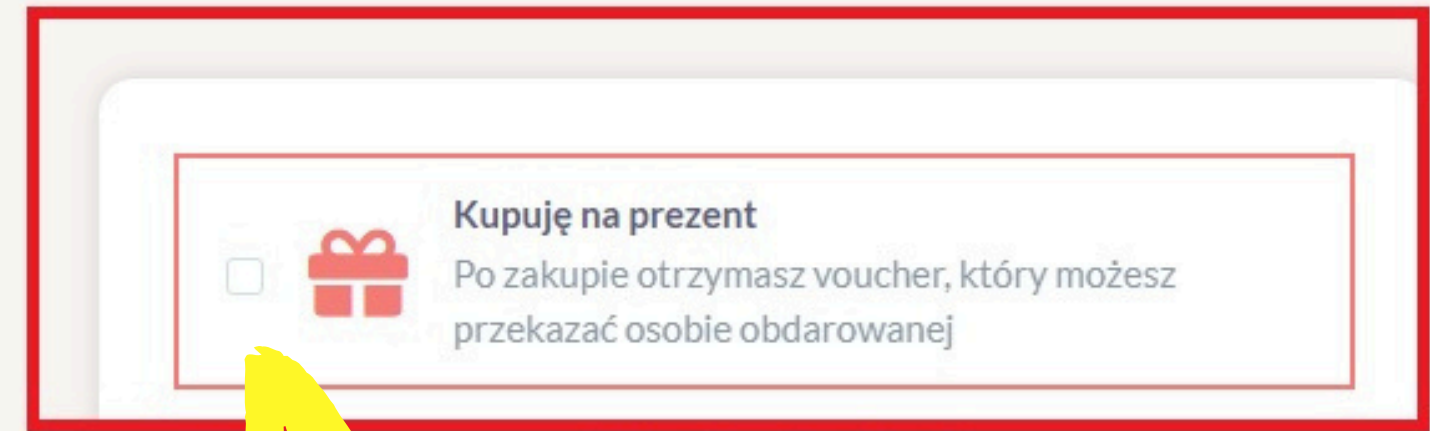 Kupuję na prezent
Po zakupie otrzymasz voucher, który możesz
przekazać osobie obdarowanej